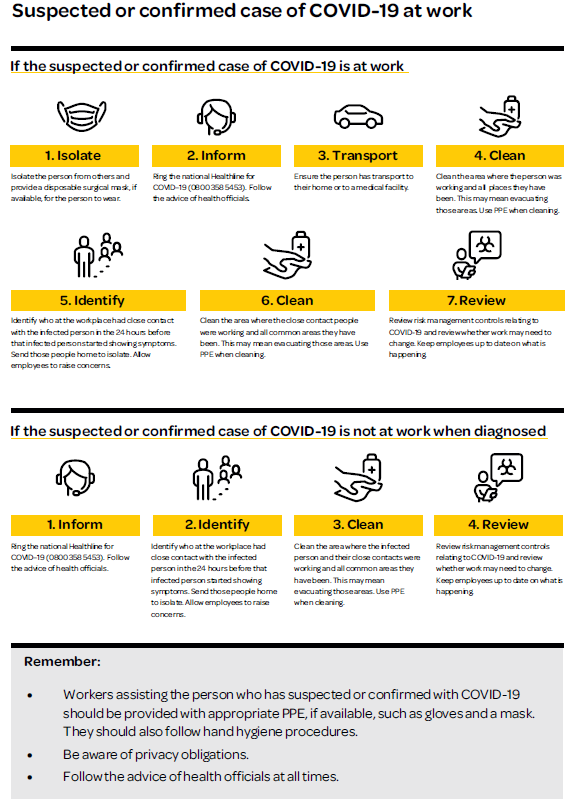 Suspected or confirmed case of COVID-19 at work
If the suspected or confirmed case of COVID-19 is at work
1. Isolate
Isolate the person from others and
provide a disposable surgical mask, if
available, for the person to wear.
2. Inform
Ring the national Healthline for
COVID-19 (0800 358 5453). Follow
the advice of health officials.
3. Transport
Ensure the person has transport to
their home or to a medical facility.
4. Clean
Clean the area where the person was
working and all places they have
been. This may mean evacuating
those areas. Use PPE when cleaning.
5. Identify
Identify who at the workplace had close contact
with the infected person in the 24 hours before
that infected person started showing symptoms.
Send those people home to isolate. Allow
employees to raise concerns.
6. Clean
Clean the area where the close contact people
were working and all common areas they have
been. This may mean evacuating those areas. Use
PPE when cleaning.
7. Review
Review risk management controls relating to
COVID-19 and review whether work may need to
change. Keep employees up to date on what is
happening.
If the suspected or confirmed case of COVID-19 is not at work when diagnosed
1. Inform
Ring the national Healthline for
COVID-19 (0800 358 5453). Follow
the advice of health officials.
2. Identify
Identify who at the workplace had
close contact with the infected
person in the 24 hours before that
infected person started showing
symptoms. Send those people home
to isolate. Allow employees to raise
concerns.
3. Clean
Clean the area where the infected
person and their close contacts were
working and all common areas they
have been. This may mean
evacuating those areas. Use PPE
when cleaning.
4. Review
Review risk management controls
relating to COVID-19 and review
whether work may need to change.
Keep employees up to date on what is
happening.
Remember:
• Workers assisting the person who has suspected or confirmed with COVID-19
should be provided with appropriate PPE, if available, such as gloves and a mask.
They should also follow hand hygiene procedures.
• Be aware of privacy obligations.
• Follow the advice of health officials at all times.